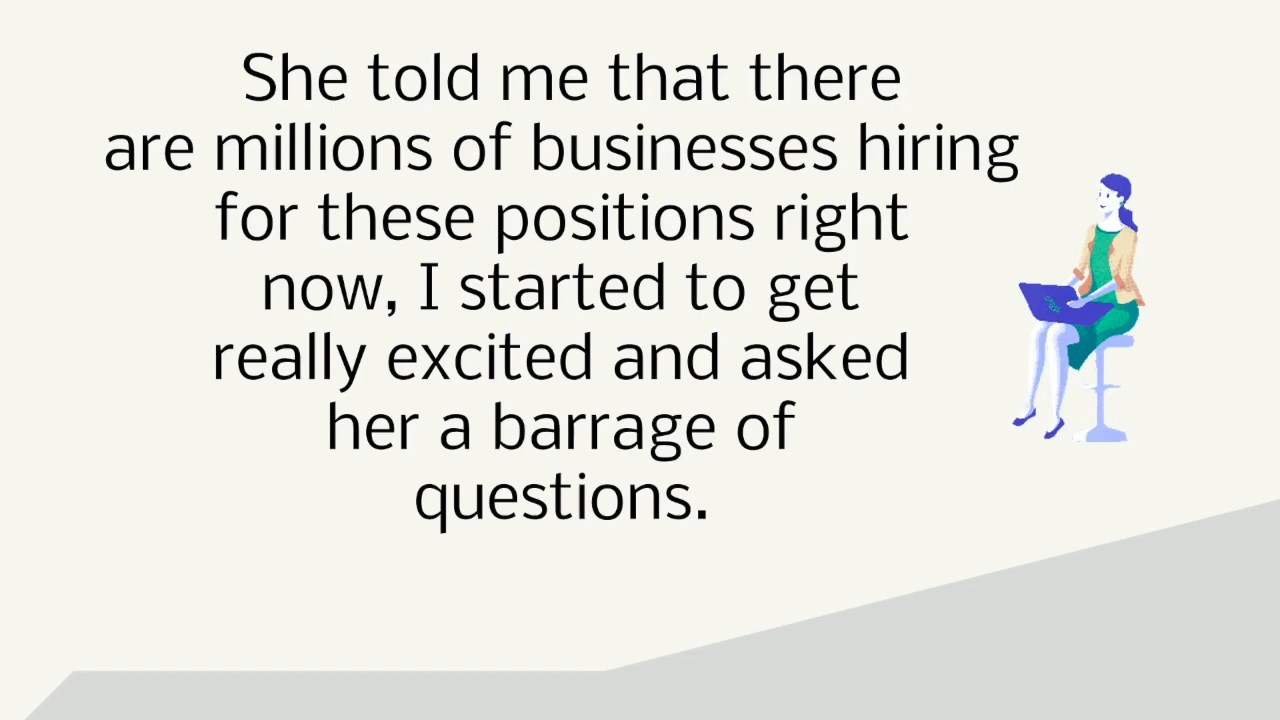 She told me that there
are millions of businesses hiring
for these positions right
now, I started to get
really excited and asked
her a barrage of
questions.